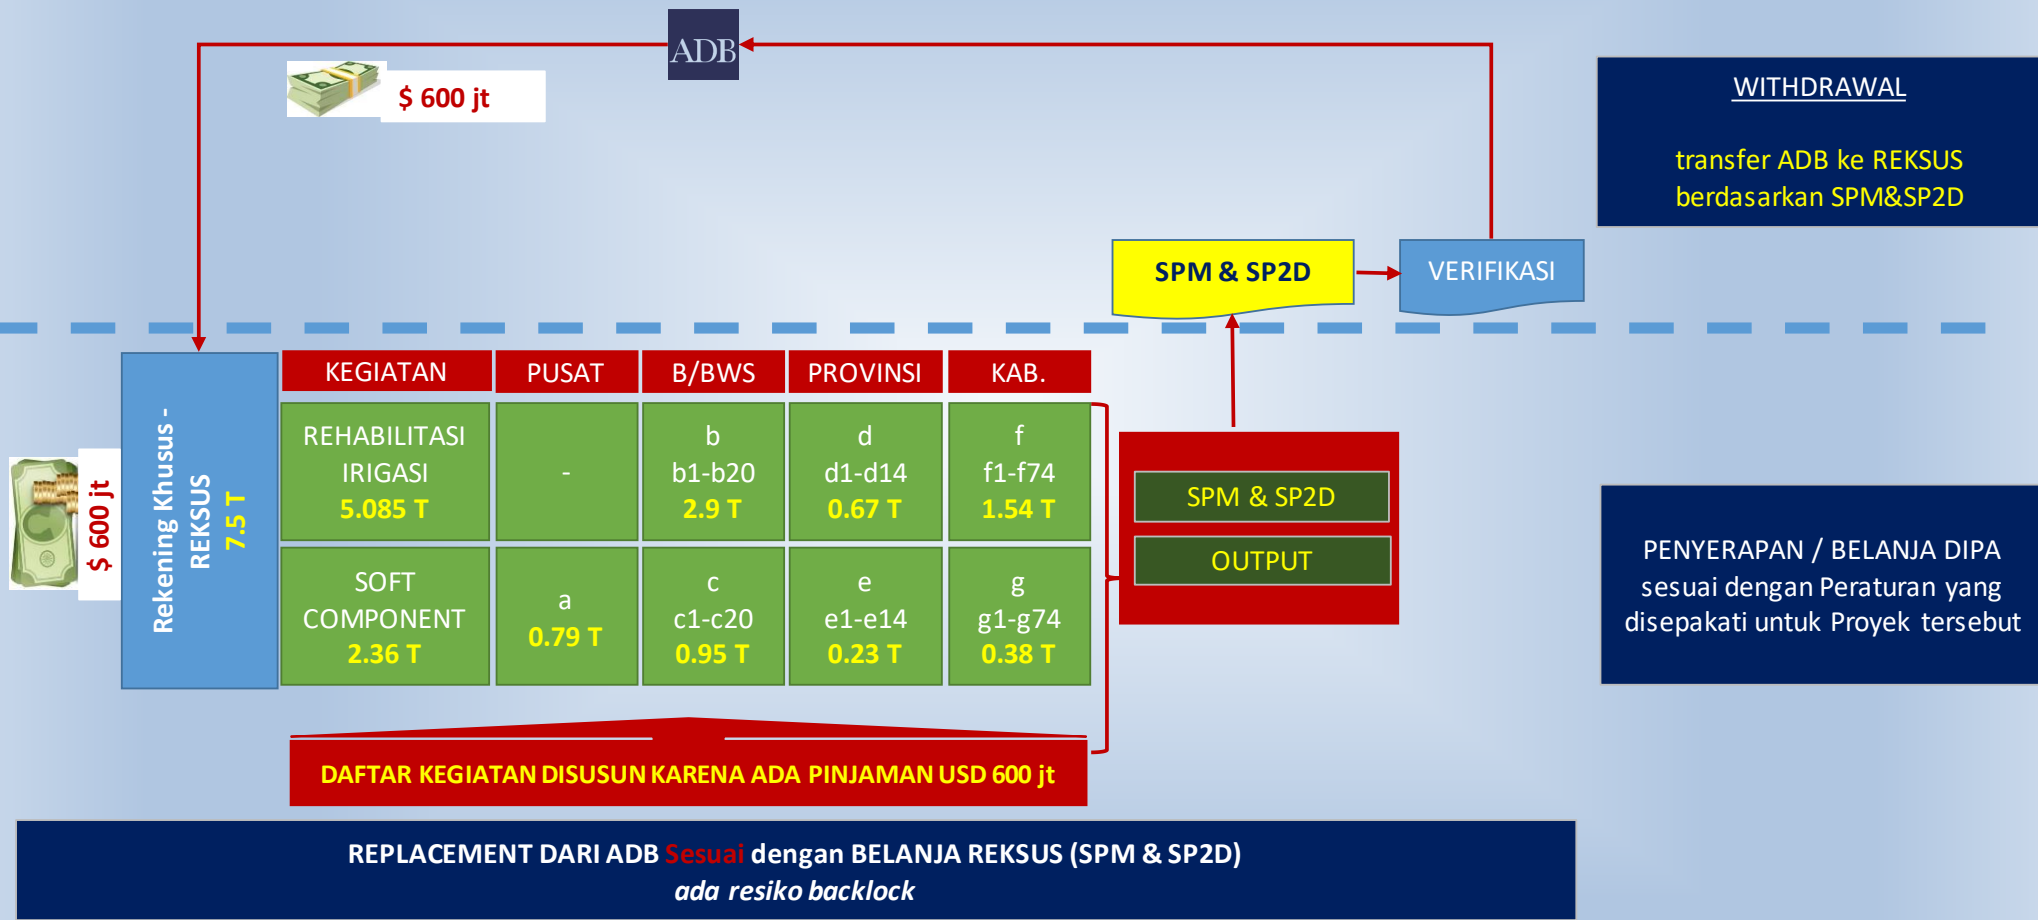 ADB
$ 600 jt
WITHDRAWAL
transfer ADB ke REKSUS
berdasarkan SPM&SP2D
SPM & SP2D
VERIFIKASI
$ 600 jt
Rekening Khusus -
REKSUS
7.5 T
KEGIATAN
PUSAT
B/BWS
PROVINSI
KAB.
REHABILITASI
IRIGASI
5.085 T
-
b
b1-b20
2.9 T
d
d1-d14
0.67 T
f
f1-f74
1.54 T
SOFT
COMPONENT
2.36 T
a
0.79 T
c
c1-c20
0.95 T
e
e1-e14
0.23 T
g
g1-g74
0.38 T
SPM & SP2D
OUTPUT
PENYERAPAN / BELANJA DIPA
sesuai dengan Peraturan yang
disepakati untuk Proyek tersebut
DAFTAR KEGIATAN DISUSUN KARENA ADA PINJAMAN USD 600 jt
REPLACEMENT DARI ADB Sesuai dengan BELANJA REKSUS (SPM & SP2D)
ada resiko backlock